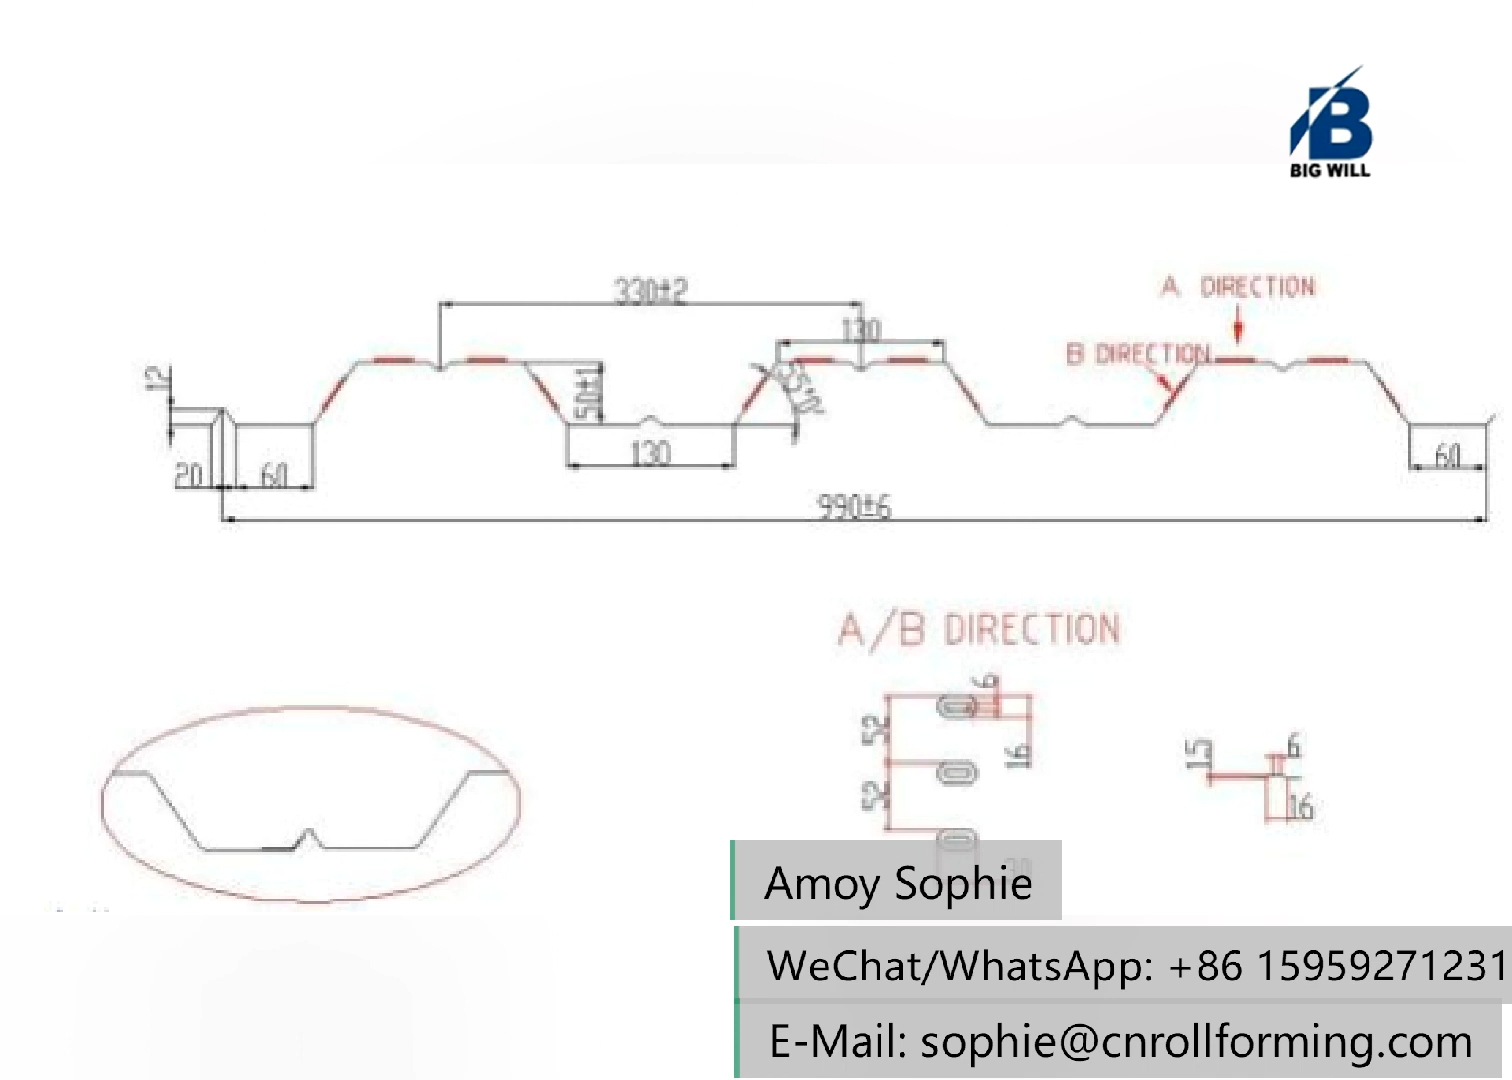 BIG WILL
330±2
A DIRECTION
130
B DIRECTION
12
50±1
130
20
60
60
990±6
A/B DIRECTION
6
52
16
15
6
52
16
Amoy Sophie
WeChat/WhatsApp: +86 15959271231
E-Mail: sophie@cnrollforming.com